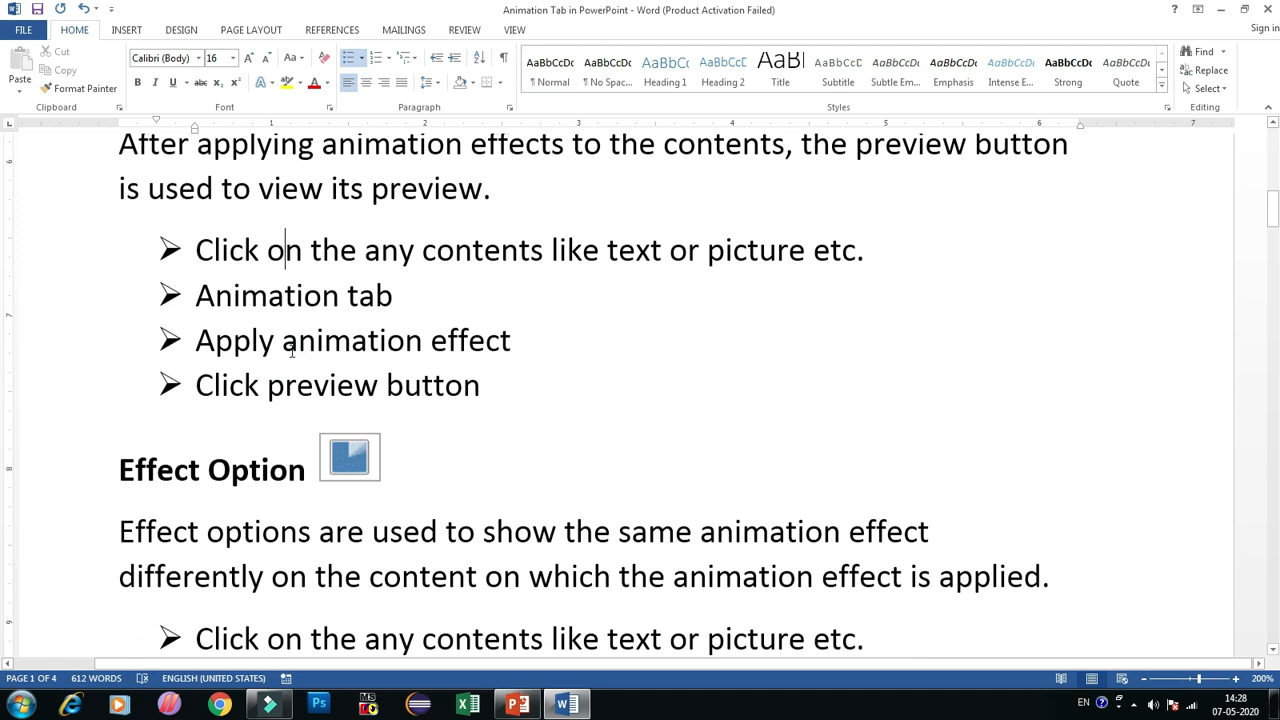 Animation Tab in PowerPoint - Word (Product Activation Failed)
Sign in
FILE HOME INSERT DESIGN PAGE LAYOUT REFERENCES MAILINGS REVIEW VIEW
Paste
Cut
Copy
Format Painter
Clipboard
Calibri (Body) 16
Font
Paragraph
AaBbCcDc ¶ Normal
AaBbCcDc ¶ No Spac...
AaBbC Heading 1
AaBbCc Heading 2
AaB Title
AaBbCcD Subtitle
AaBbCcDc Subtle Em...
AaBbCcDc Emphasis
AaBbCcDc Intense E...
AaBbCcDc Strong
AaBbCcDc Quote
Styles
Find
Replace
Select
Editing
After applying animation effects to the contents, the preview button
is used to view its preview.
➢ Click on the any contents like text or picture etc.
➢ Animation tab
➢ Apply animation effect
➢ Click preview button
Effect Option
Effect options are used to show the same animation effect
differently on the content on which the animation effect is applied.
➢ Click on the any contents like text or picture etc.
PAGE 1 OF 4 612 WORDS ENGLISH (UNITED STATES) 200%
EN 14:28
07-05-2020